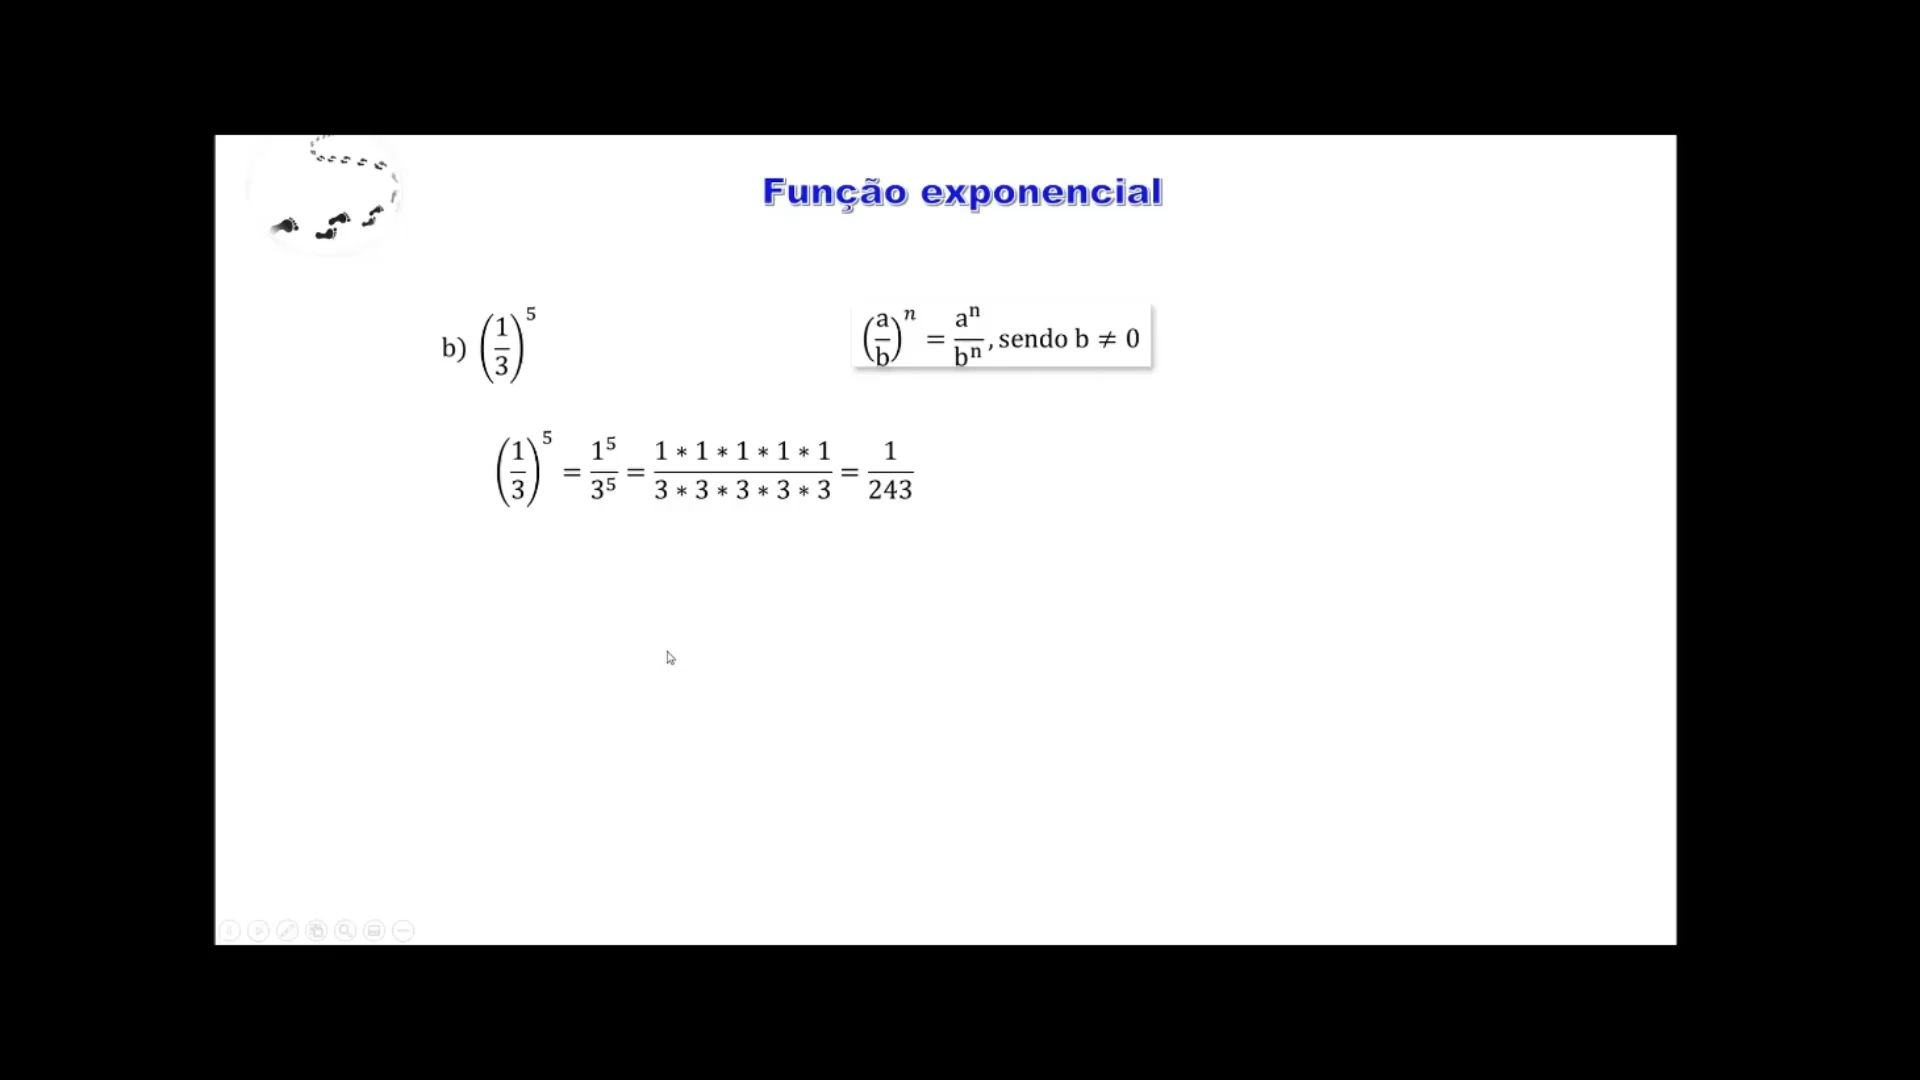 Função exponencial
b) (1/3)^5
(a/b)^n = a^n/b^n, sendo b ≠ 0
(1/3)^5 = 1^5/3^5 = 1 * 1 * 1 * 1 * 1/3 * 3 * 3 * 3 * 3 = 1/243